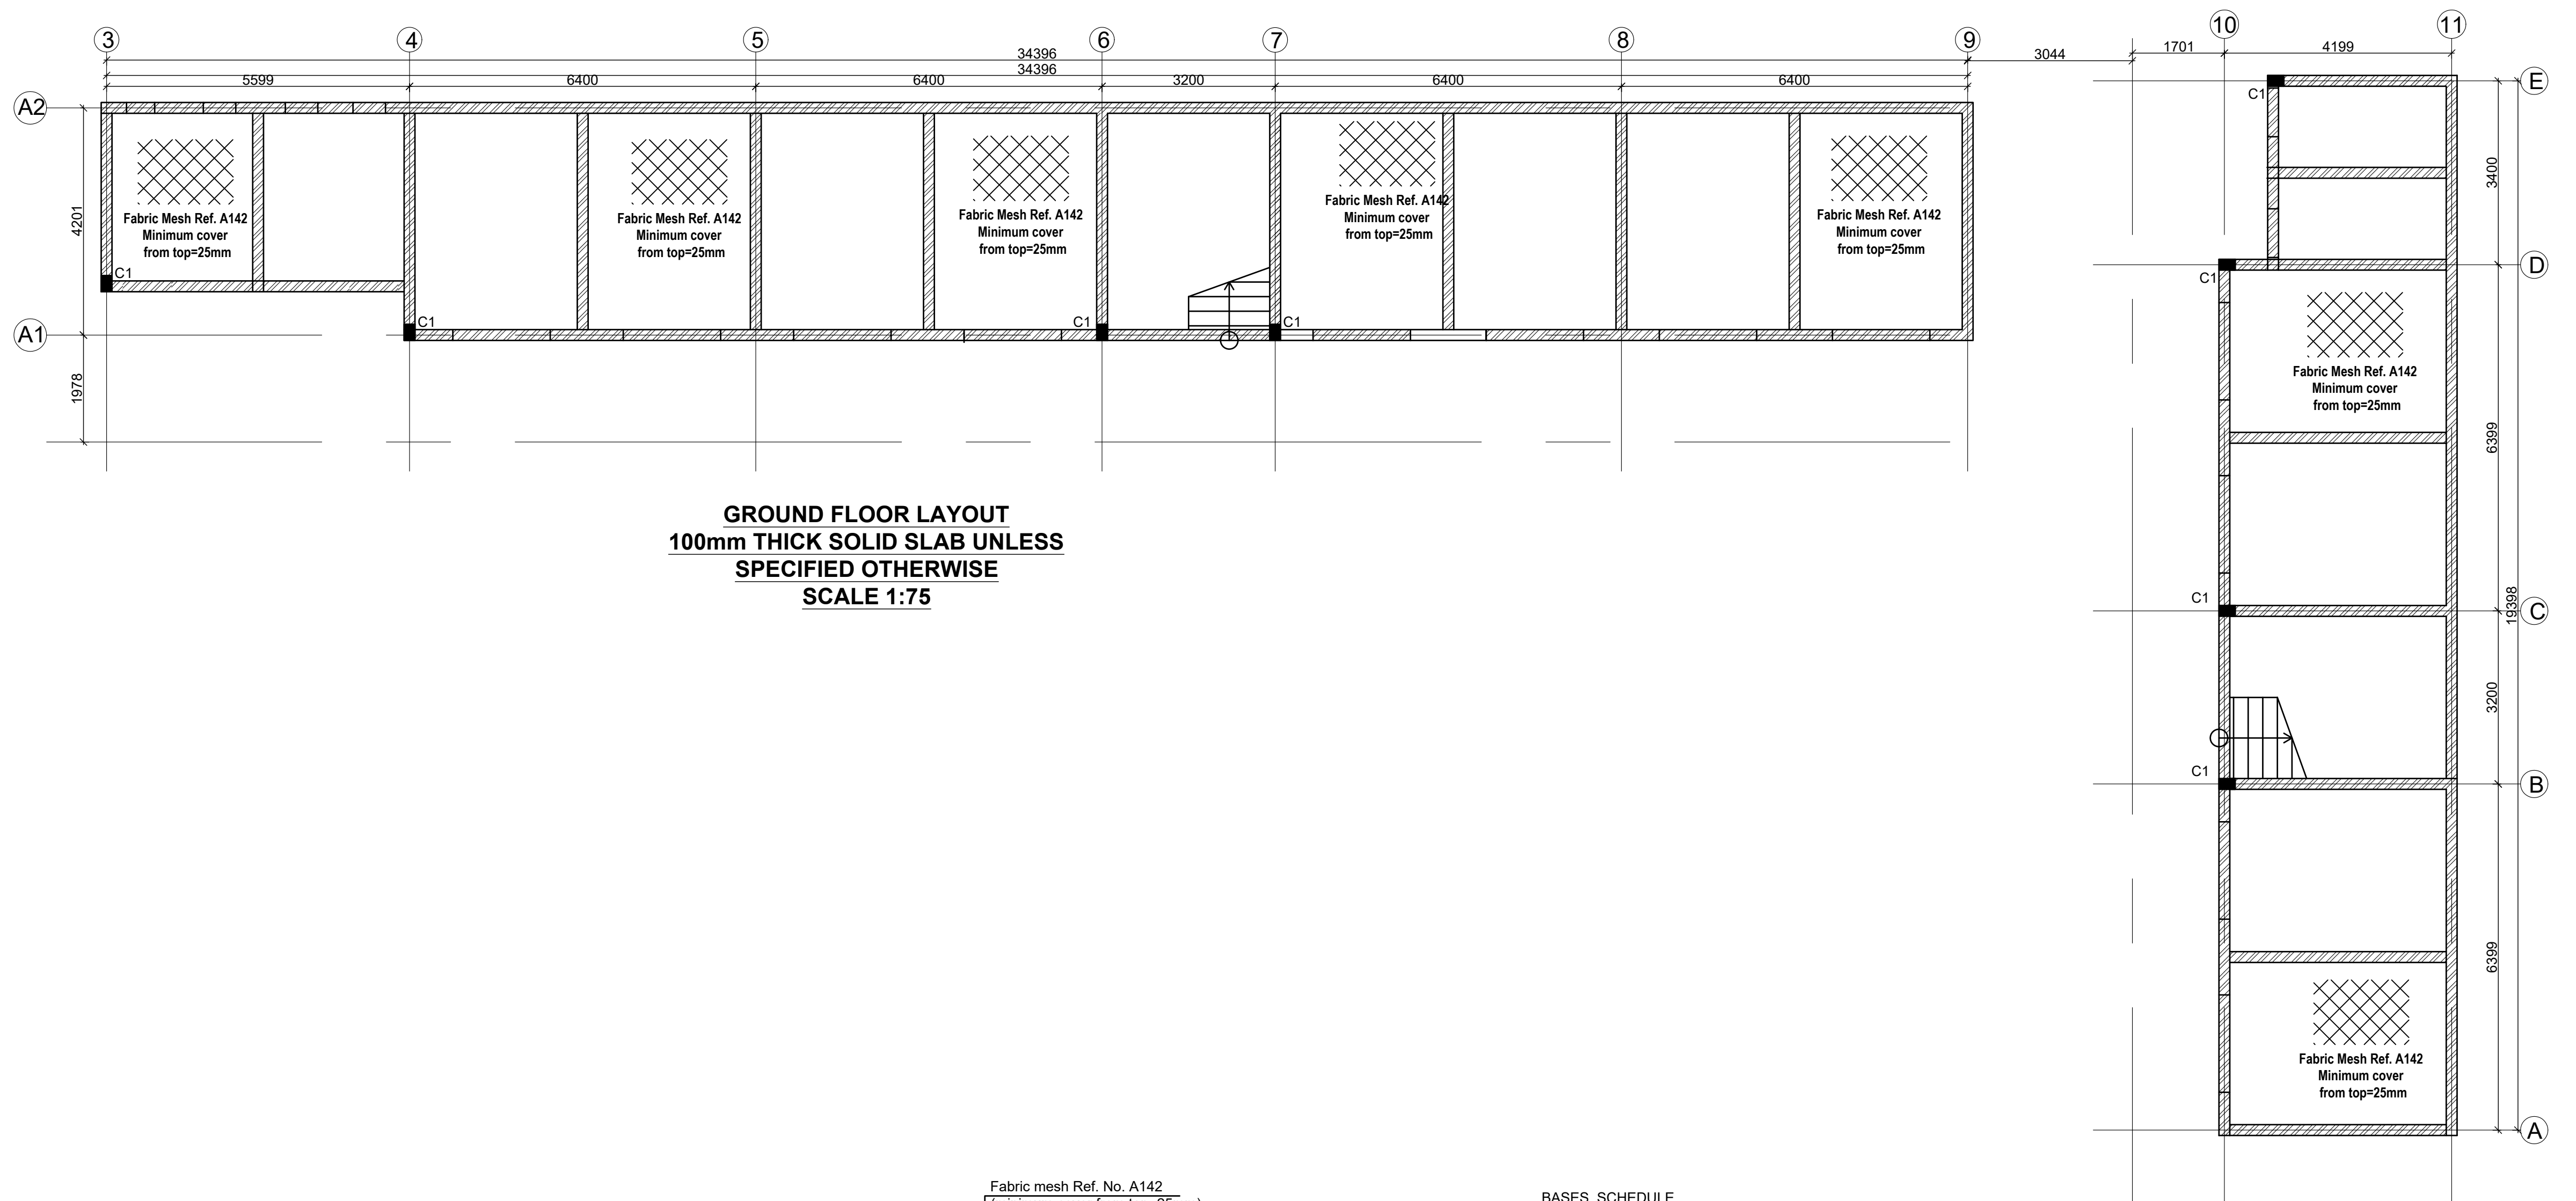 3 4 5 6 7 8 9 10 11
34396
34396
5599 6400 6400 3200 6400 6400
3044 1701 4199
A2
4201
A1
1978
Fabric Mesh Ref. A142
Minimum cover
from top=25mm
Fabric Mesh Ref. A142
Minimum cover
from top=25mm
Fabric Mesh Ref. A142
Minimum cover
from top=25mm
Fabric Mesh Ref. A142
Minimum cover
from top=25mm
Fabric Mesh Ref. A142
Minimum cover
from top=25mm
C1
C1
C1
C1
GROUND FLOOR LAYOUT
100mm THICK SOLID SLAB UNLESS
SPECIFIED OTHERWISE
SCALE 1:75
E
C1
3400
D
C1
Fabric Mesh Ref. A142
Minimum cover
from top=25mm
6399
19398
C1
C
3200
C1
B
6399
Fabric Mesh Ref. A142
Minimum cover
from top=25mm
A
Fabric mesh Ref. No. A142
BASES SCHEDULE